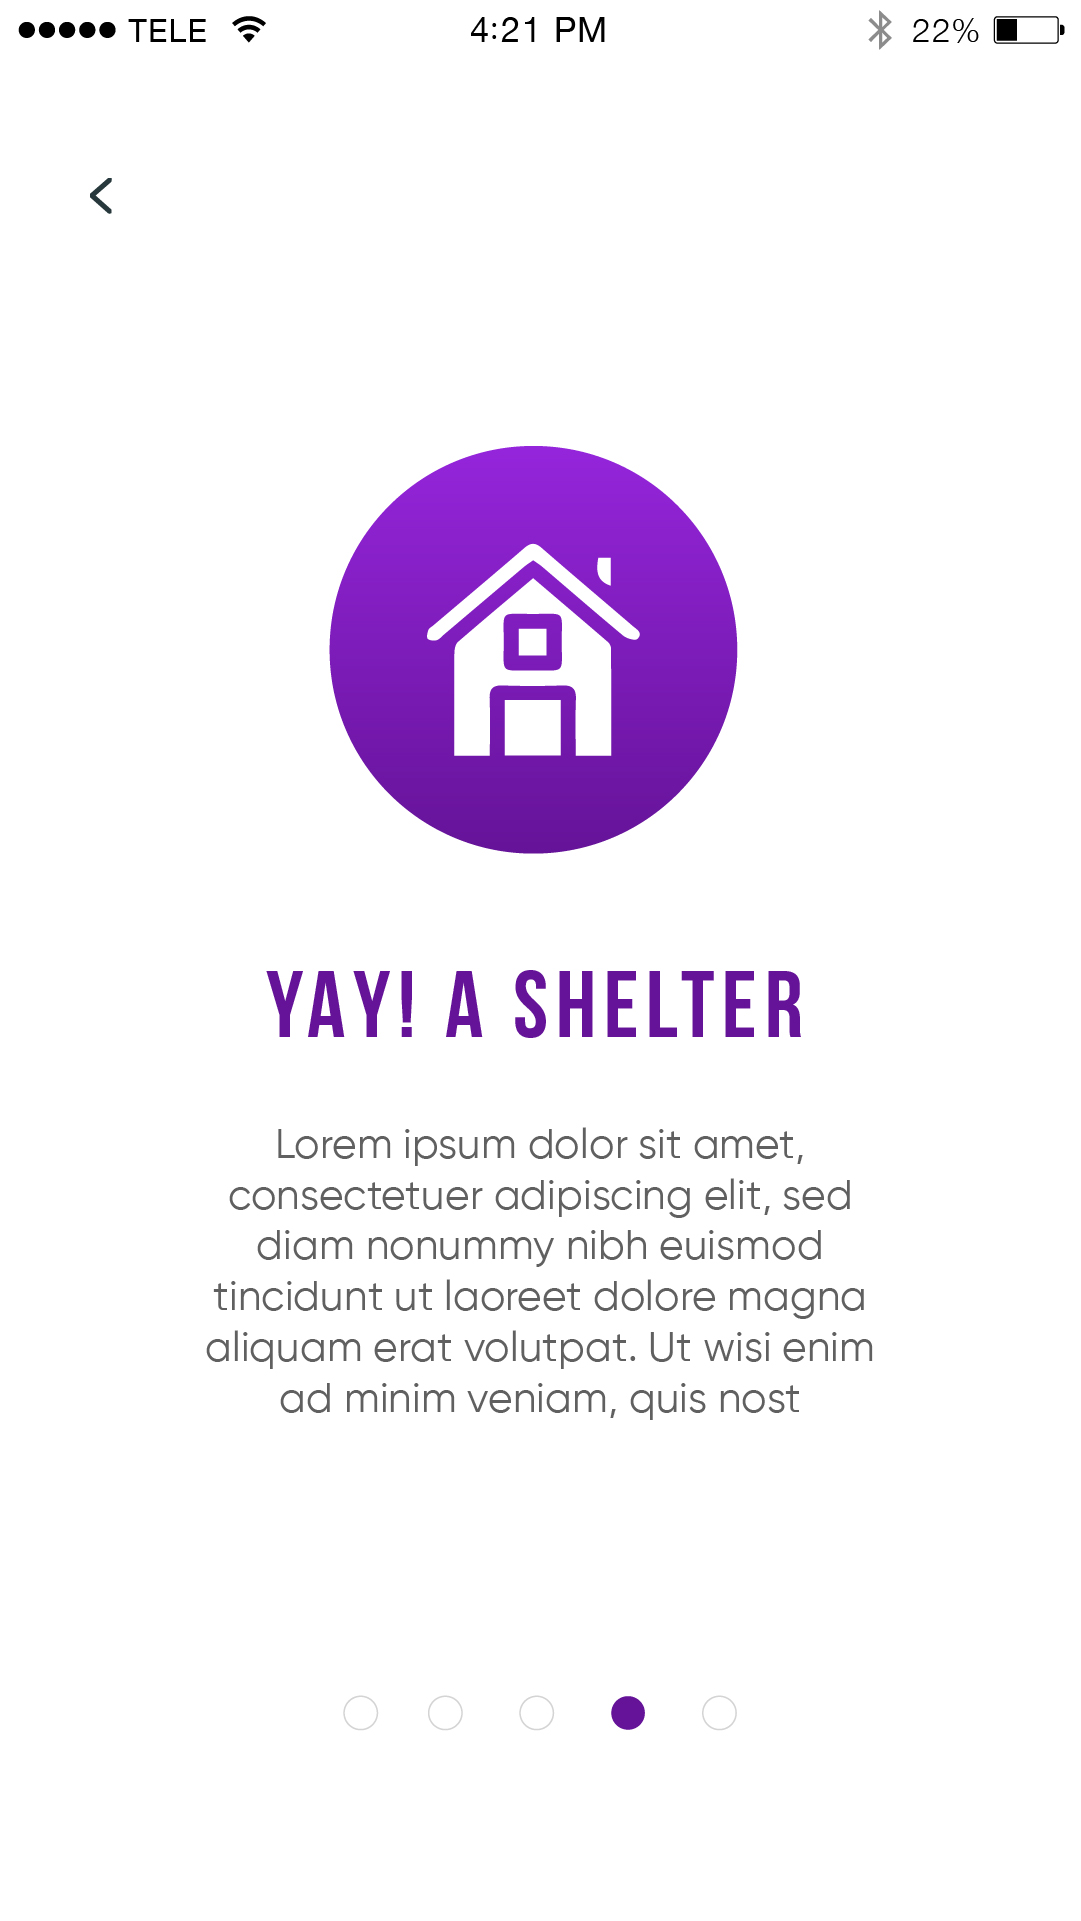 TELE 4:21 PM 22%
YAY! A SHELTER
Lorem ipsum dolor sit amet,
consectetuer adipiscing elit, sed
diam nonummy nibh euismod
tincidunt ut laoreet dolore magna
aliquam erat volutpat. Ut wisi enim
ad minim veniam, quis nost